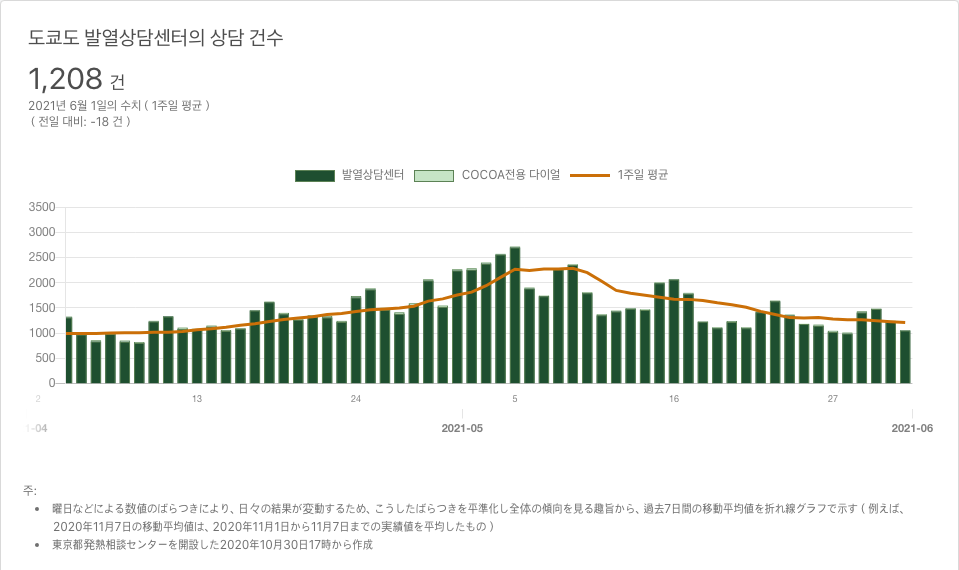 도쿄도 발열상담센터의 상담 건수
1,208 건
2021년 6월 1일의 수치 ( 1주일 평균 )
( 전일 대비: -18 건 )
발열상담센터 COCOA전용 다이얼 1주일 평균
3500
3000
2500
2000
1500
1000
500
0
2 13 24 5 16 27
-04 2021-05 2021-06
주:
• 曜日などによる数値のばらつきにより、日々の結果が変動するため、こうしたばらつきを平準化し全体の傾向を見る趣旨から、過去7日間の移動平均値を折れ線グラフで示す ( 例えば、
2020年11月7日の移動平均値は、2020年11月1日から11月7日までの実績値を平均したもの )
• 東京都発熱相談センターを開設した2020年10月30日17時から作成